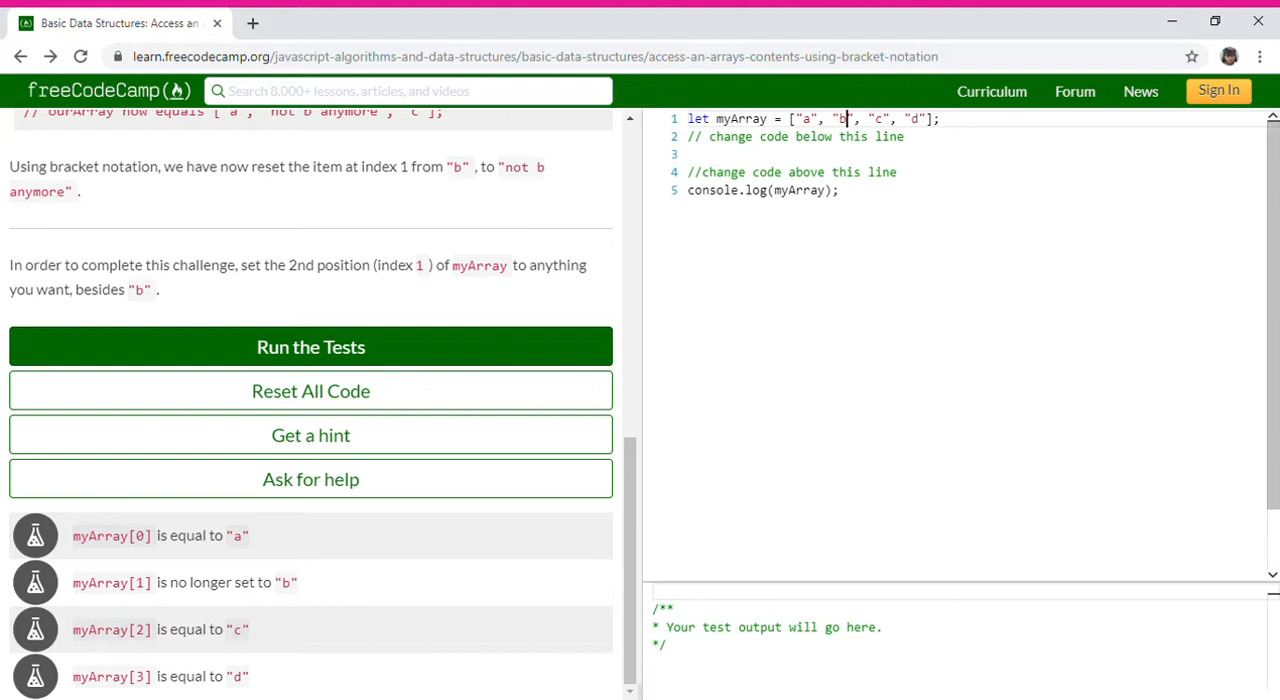 Basic Data Structures: Access an
learn.freecodecamp.org/javascript-algorithms-and-data-structures/basic-data-structures/access-an-arrays-contents-using-bracket-notation
freeCodeCamp
Search 8,000+ lessons, articles, and videos
Curriculum
Forum
News
Sign In
// ourArray now equals ["a", "not b anymore", "c"];
Using bracket notation, we have now reset the item at index 1 from "b" , to "not b
anymore" .
In order to complete this challenge, set the 2nd position (index 1 ) of myArray to anything
you want, besides "b" .
Run the Tests
Reset All Code
Get a hint
Ask for help
myArray[0] is equal to "a"
myArray[1] is no longer set to "b"
myArray[2] is equal to "c"
myArray[3] is equal to "d"
1 let myArray = ["a", "b", "c", "d"];
2 // change code below this line
3
4 //change code above this line
5 console.log(myArray);
/**
* Your test output will go here.
*/